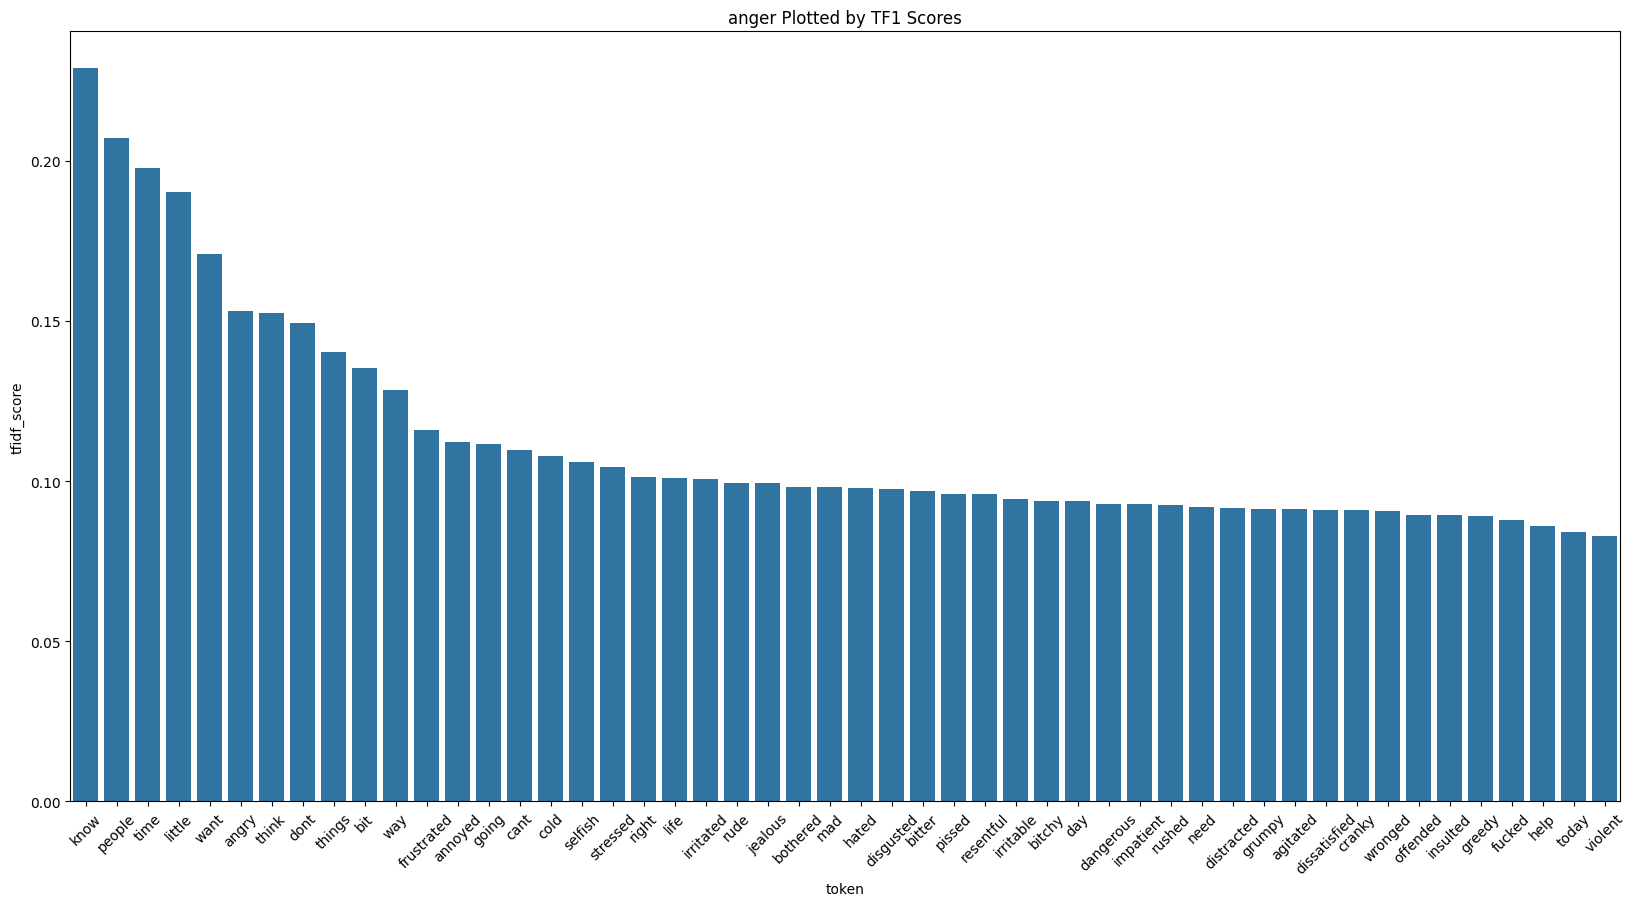 anger Plotted by TF1 Scores
tfidf_score
0.20
0.15
0.10
0.05
0.00
know
people
time
little
want
angry
think
dont
things
bit
way
frustrated
annoyed
going
cant
cold
selfish
stressed
right
life
irritated
rude
jealous
bothered
mad
hated
disgusted
bitter
pissed
resentful
irritable
bitchy
day
dangerous
impatient
rushed
need
distracted
grumpy
agitated
dissatisfied
cranky
wronged
offended
insulted
greedy
fucked
help
today
violent
token